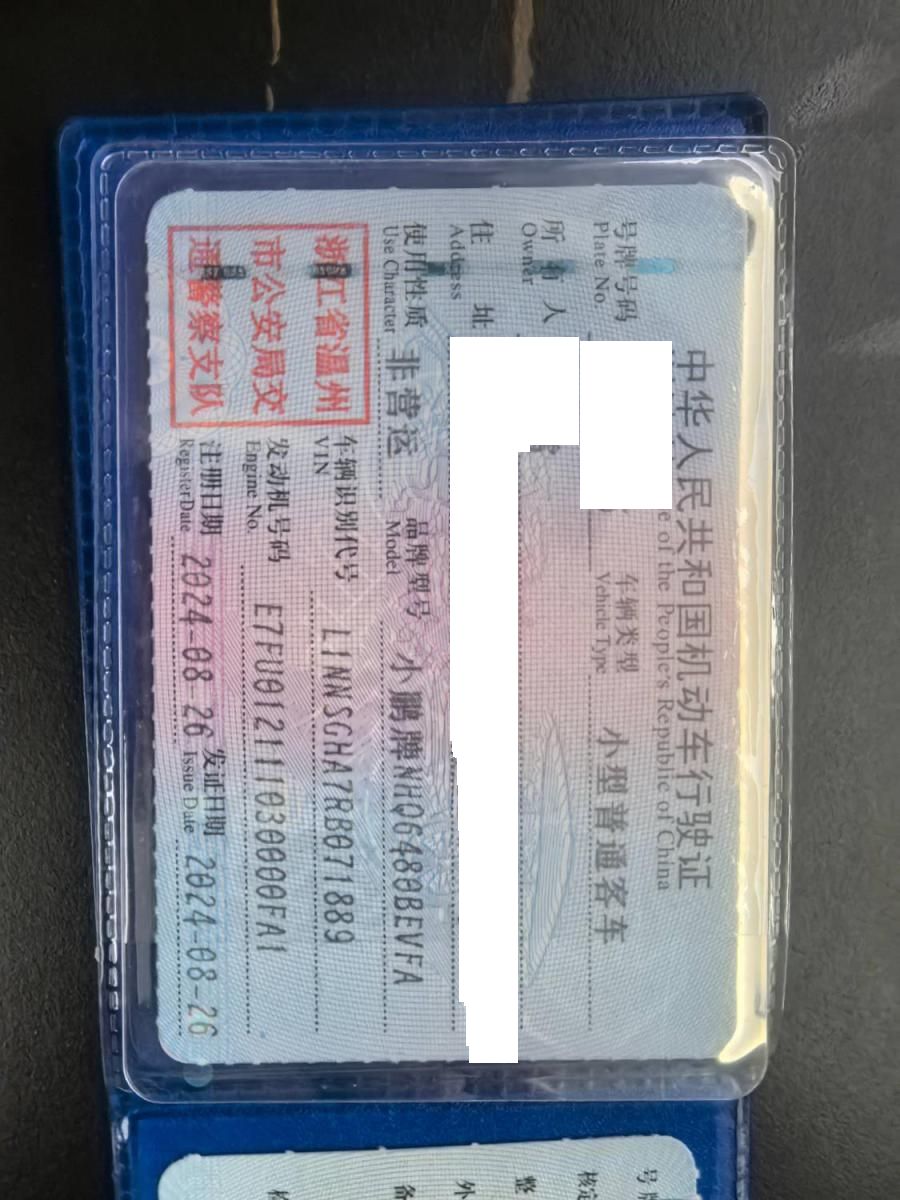 中华人民共和国机动车行驶证
e of the People's Republic of China
号牌号码
Plate No.
车辆类型 小型普通客车
Vehicle Type
所有人
Owner
住 址
Address
使用性质 非营运
Use Character
品牌型号 小鹏牌NHQ6480BEVFA
Model
浙江省温州
市公安局交
通警察支队
车辆识别代号 L1NNSGHA7RB071889
VIN
发动机号码
Engine No.
注册日期 2024-08-26
Register Date
发证日期 2024-08-26
Issue Date
外
整
核定